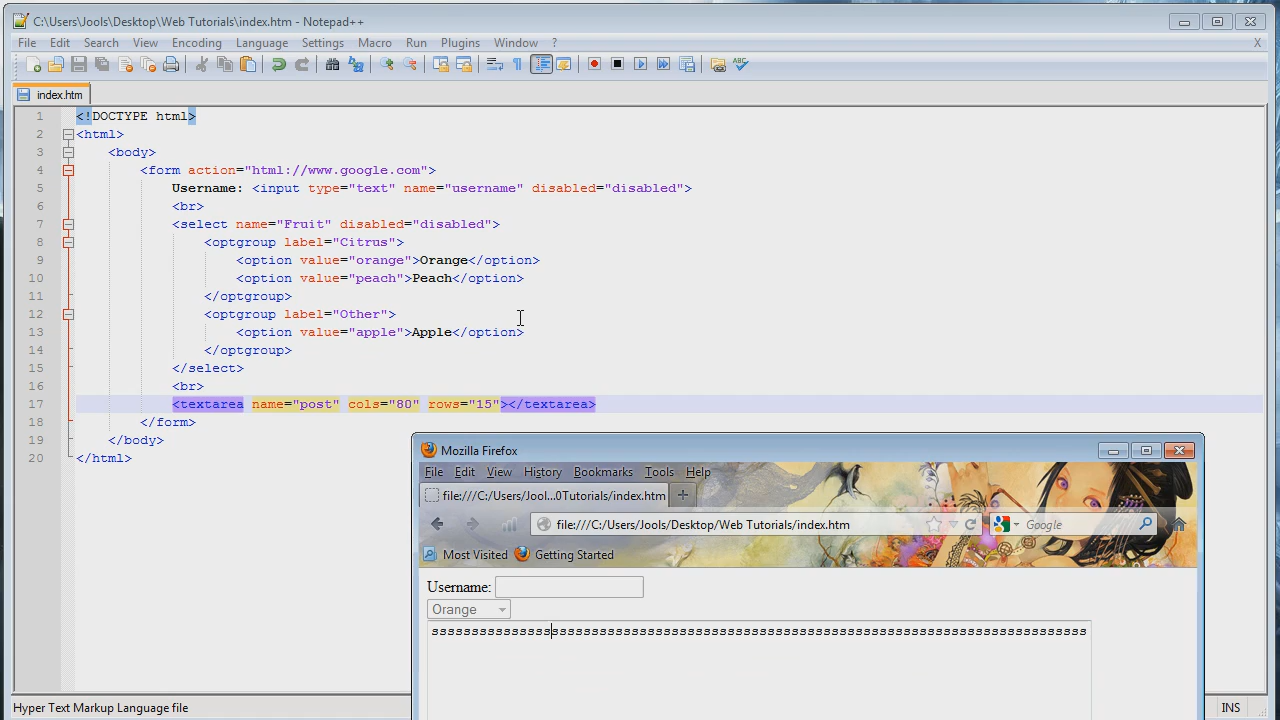 C:\Users\Jools\Desktop\Web Tutorials\index.htm - Notepad++
File Edit Search View Encoding Language Settings Macro Run Plugins Window ? X
index.htm
1 <!DOCTYPE html>
2 <html>
3 <body>
4 <form action="html://www.google.com">
5 Username: <input type="text" name="username" disabled="disabled">
6 <br>
7 <select name="Fruit" disabled="disabled">
8 <optgroup label="Citrus">
9 <option value="orange">Orange</option>
10 <option value="peach">Peach</option>
11 </optgroup>
12 <optgroup label="Other">
13 <option value="apple">Apple</option>
14 </optgroup>
15 </select>
16 <br>
17 <textarea name="post" cols="80" rows="15"></textarea>
18 </form>
19 </body>
20 </html>
Mozilla Firefox
File Edit View History Bookmarks Tools Help
file:///C:/Users/Jool...0Tutorials/index.htm
file:///C:/Users/Jools/Desktop/Web Tutorials/index.htm Google
Most Visited Getting Started
Username:
Orange
ssssssssssssssssssssssssssssssssssssssssssssssssssssssssssssssssssssssssssssssssss
Hyper Text Markup Language file INS